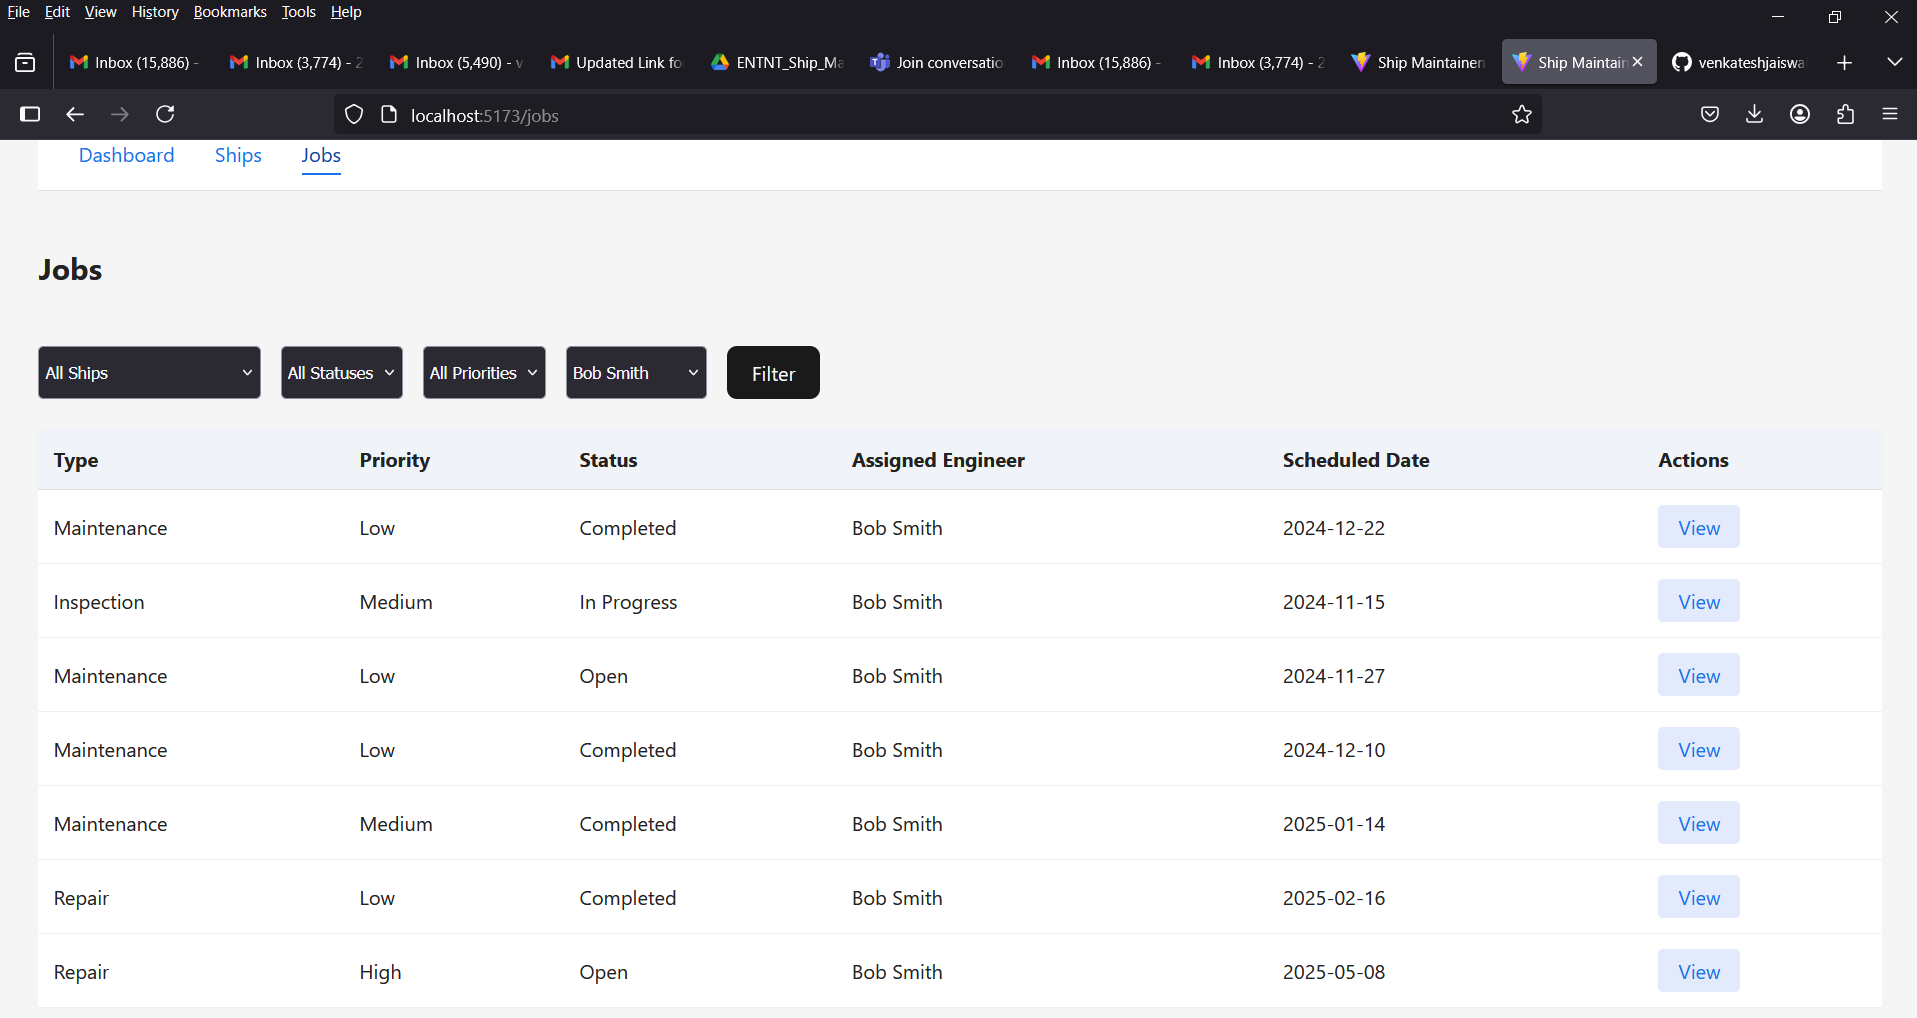 File Edit View History Bookmarks Tools Help
Inbox (15,886) - Inbox (3,774) - 2 Inbox (5,490) - v Updated Link fo ENTNT_Ship_Ma Join conversatio Inbox (15,886) - Inbox (3,774) - 2 Ship Maintainen Ship Maintain venkateshjaiswa
localhost:5173/jobs
Dashboard Ships Jobs
Jobs
All Ships All Statuses All Priorities Bob Smith Filter
Type Priority Status Assigned Engineer Scheduled Date Actions
Maintenance Low Completed Bob Smith 2024-12-22 View
Inspection Medium In Progress Bob Smith 2024-11-15 View
Maintenance Low Open Bob Smith 2024-11-27 View
Maintenance Low Completed Bob Smith 2024-12-10 View
Maintenance Medium Completed Bob Smith 2025-01-14 View
Repair Low Completed Bob Smith 2025-02-16 View
Repair High Open Bob Smith 2025-05-08 View